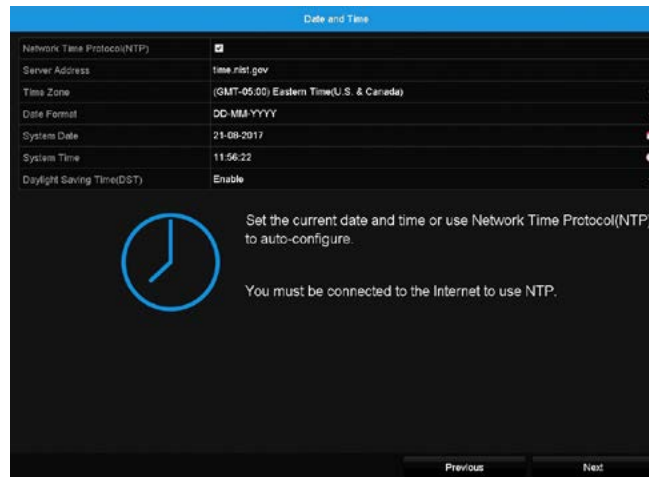 Date and Time
Network Time Protocol(NTP)
Server Address time.nist.gov
Time Zone (GMT-05:00) Eastern Time(U.S. & Canada)
Date Format DD-MM-YYYY
System Date 21-08-2017
System Time 11:56:22
Daylight Saving Time(DST) Enable
Set the current date and time or use Network Time Protocol(NTP)
to auto-configure.
You must be connected to the Internet to use NTP.
Previous Next